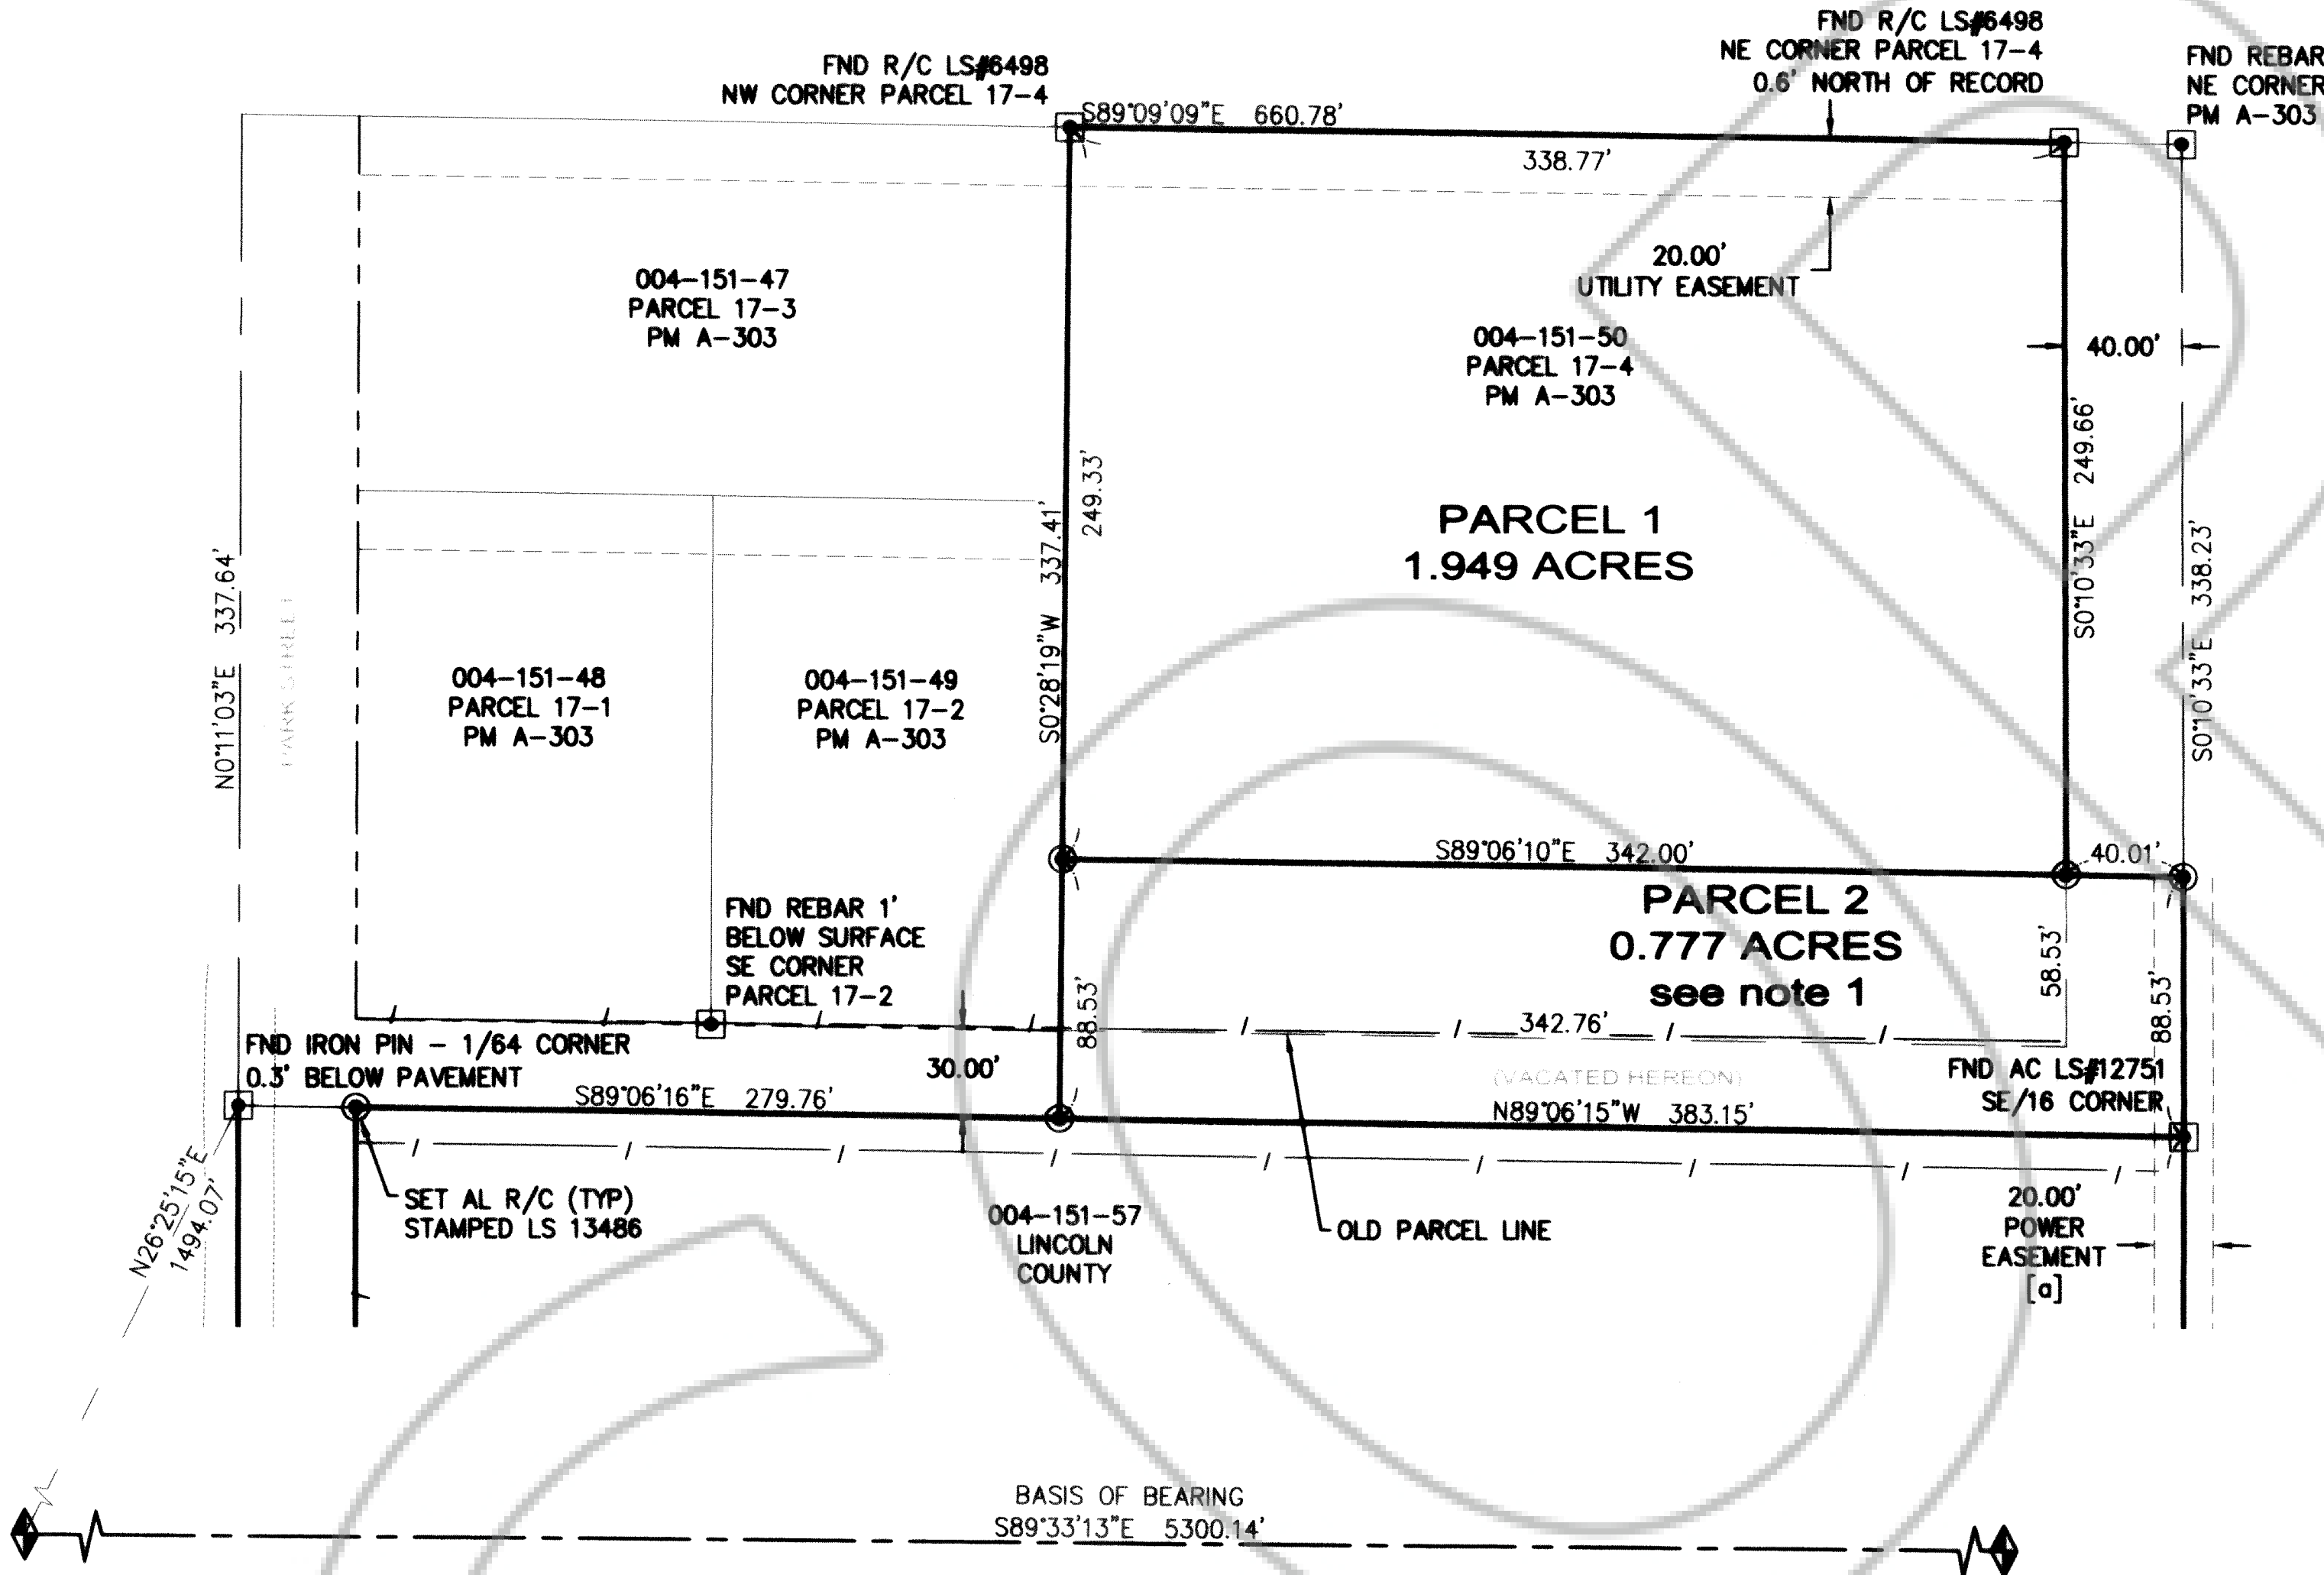 FND R/C LS#6498
NW CORNER PARCEL 17-4
FND R/C LS#6498
NE CORNER PARCEL 17-4
0.6' NORTH OF RECORD
FND REBAR
NE CORNER
PM A-303
S89°09'09"E 660.78'
338.77'
20.00'
UTILITY EASEMENT
004-151-47
PARCEL 17-3
PM A-303
004-151-50
PARCEL 17-4
PM A-303
40.00'
249.33'
S0°28'19"W 337.41'
S0°10'33"E 249.66'
S0°10'33"E 338.23'
N0°11'03"E 337.64'
PARK STREET
PARCEL 1
1.949 ACRES
004-151-48
PARCEL 17-1
PM A-303
004-151-49
PARCEL 17-2
PM A-303
S89°06'10"E 342.00'
40.01'
PARCEL 2
0.777 ACRES
see note 1
FND REBAR 1'
BELOW SURFACE
SE CORNER
PARCEL 17-2
88.53'
58.53'
88.53'
342.76'
FND IRON PIN - 1/64 CORNER
0.3' BELOW PAVEMENT
30.00'
(VACATED HEREON)
FND AC LS#12751
SE/16 CORNER
S89°06'16"E 279.76'
N89°06'15"W 383.15'
N26°25'15"E
1494.07'
SET AL R/C (TYP)
STAMPED LS 13486
004-151-57
LINCOLN
COUNTY
OLD PARCEL LINE
20.00'
POWER
EASEMENT
[a]
BASIS OF BEARING
S89°33'13"E 5300.14'